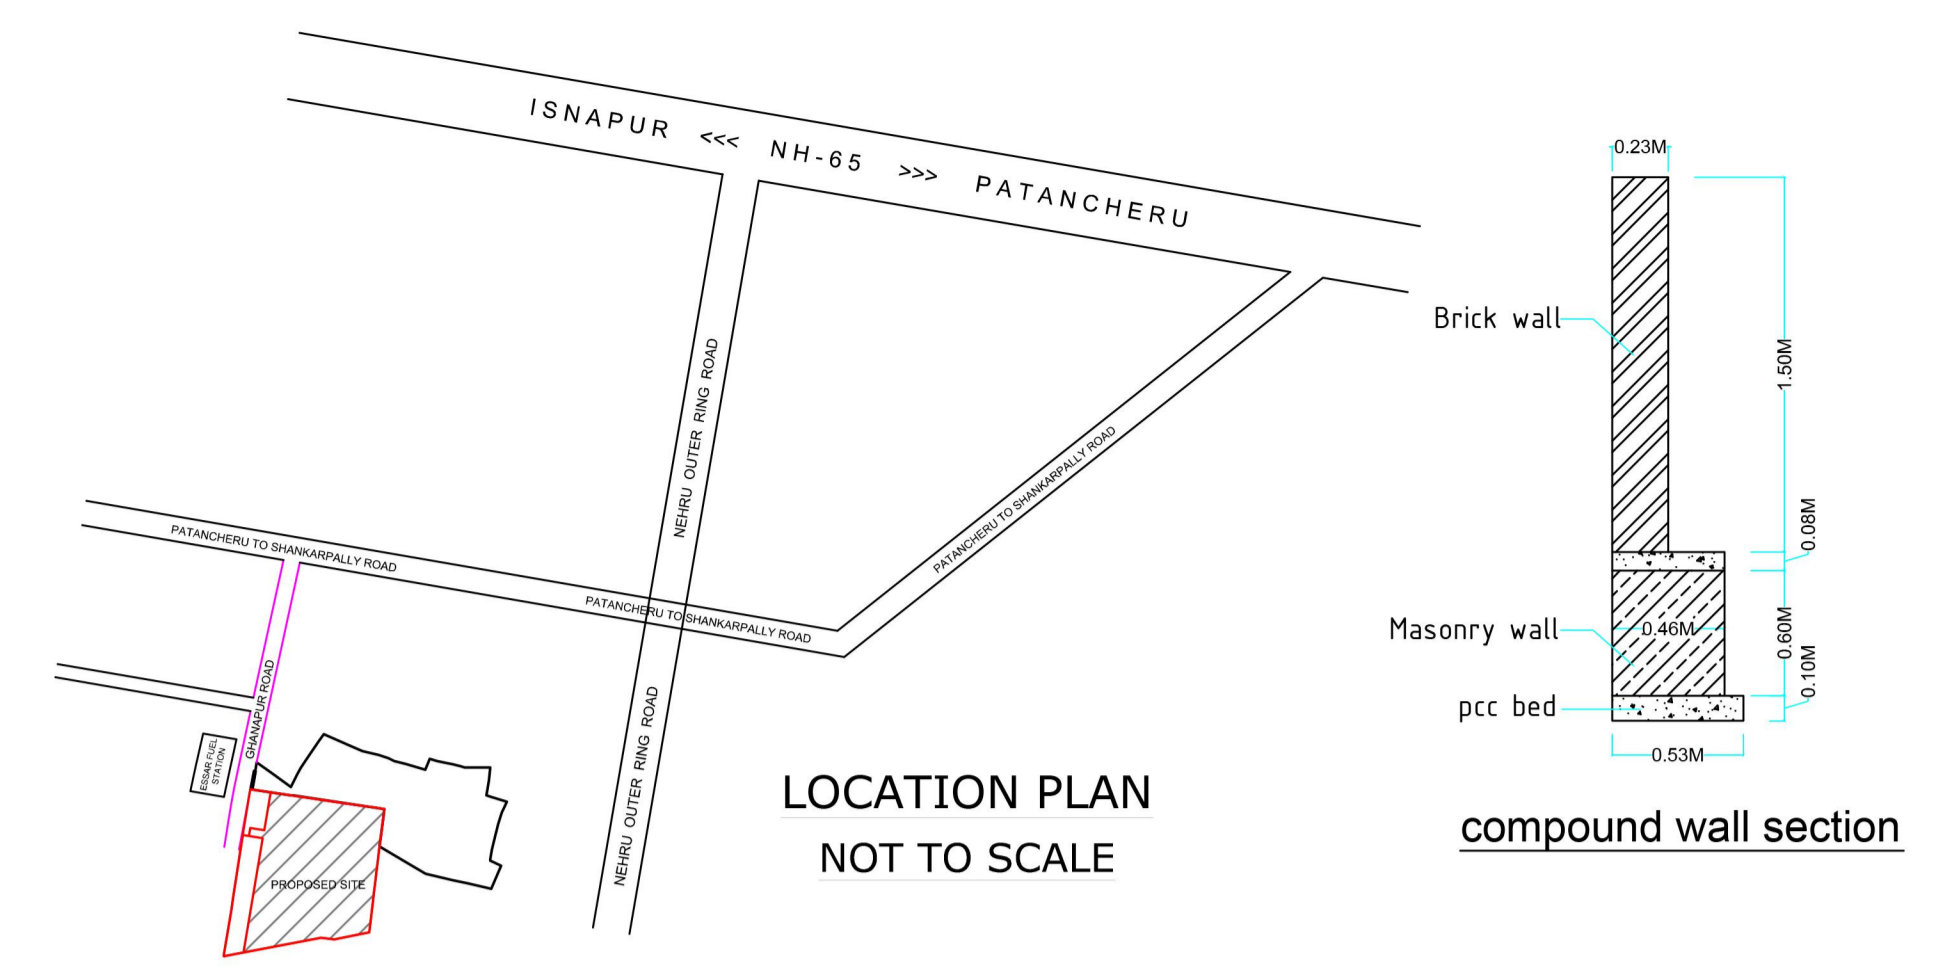 ISNAPUR <<< NH-65 >>> PATANCHERU
NEHRU OUTER RING ROAD
PATANCHERU TO SHANKARPALLY ROAD
PATANCHERU TO SHANKARPALLY ROAD
PATANCHERU TO SHANKARPALLY ROAD
NEHRU OUTER RING ROAD
GHANAPUR ROAD
ESSAR FUEL
STATION
PROPOSED SITE
LOCATION PLAN
NOT TO SCALE
0.23M
Brick wall
1.50M
0.08M
Masonry wall
0.46M
0.60M
0.10M
pcc bed
0.53M
compound wall section